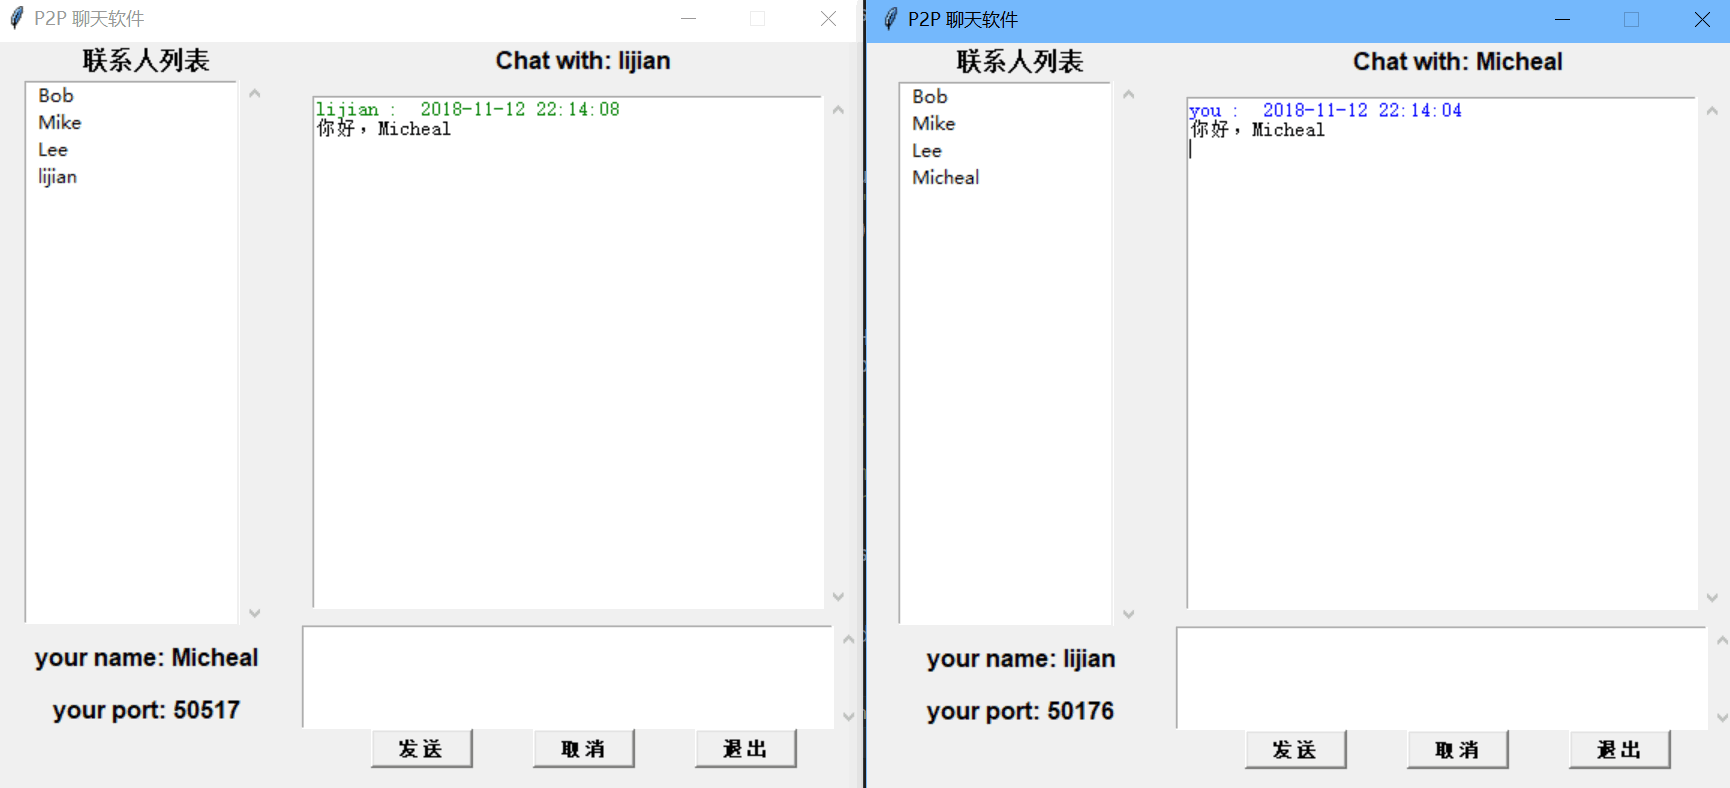 P2P 聊天软件
联系人列表
Chat with: lijian
Bob
Mike
Lee
lijian
lijian :  2018-11-12 22:14:08
你好，Micheal
your name: Micheal
your port: 50517
发 送
取 消
退 出
P2P 聊天软件
联系人列表
Chat with: Micheal
Bob
Mike
Lee
Micheal
you :  2018-11-12 22:14:04
你好，Micheal
your name: lijian
your port: 50176
发 送
取 消
退 出